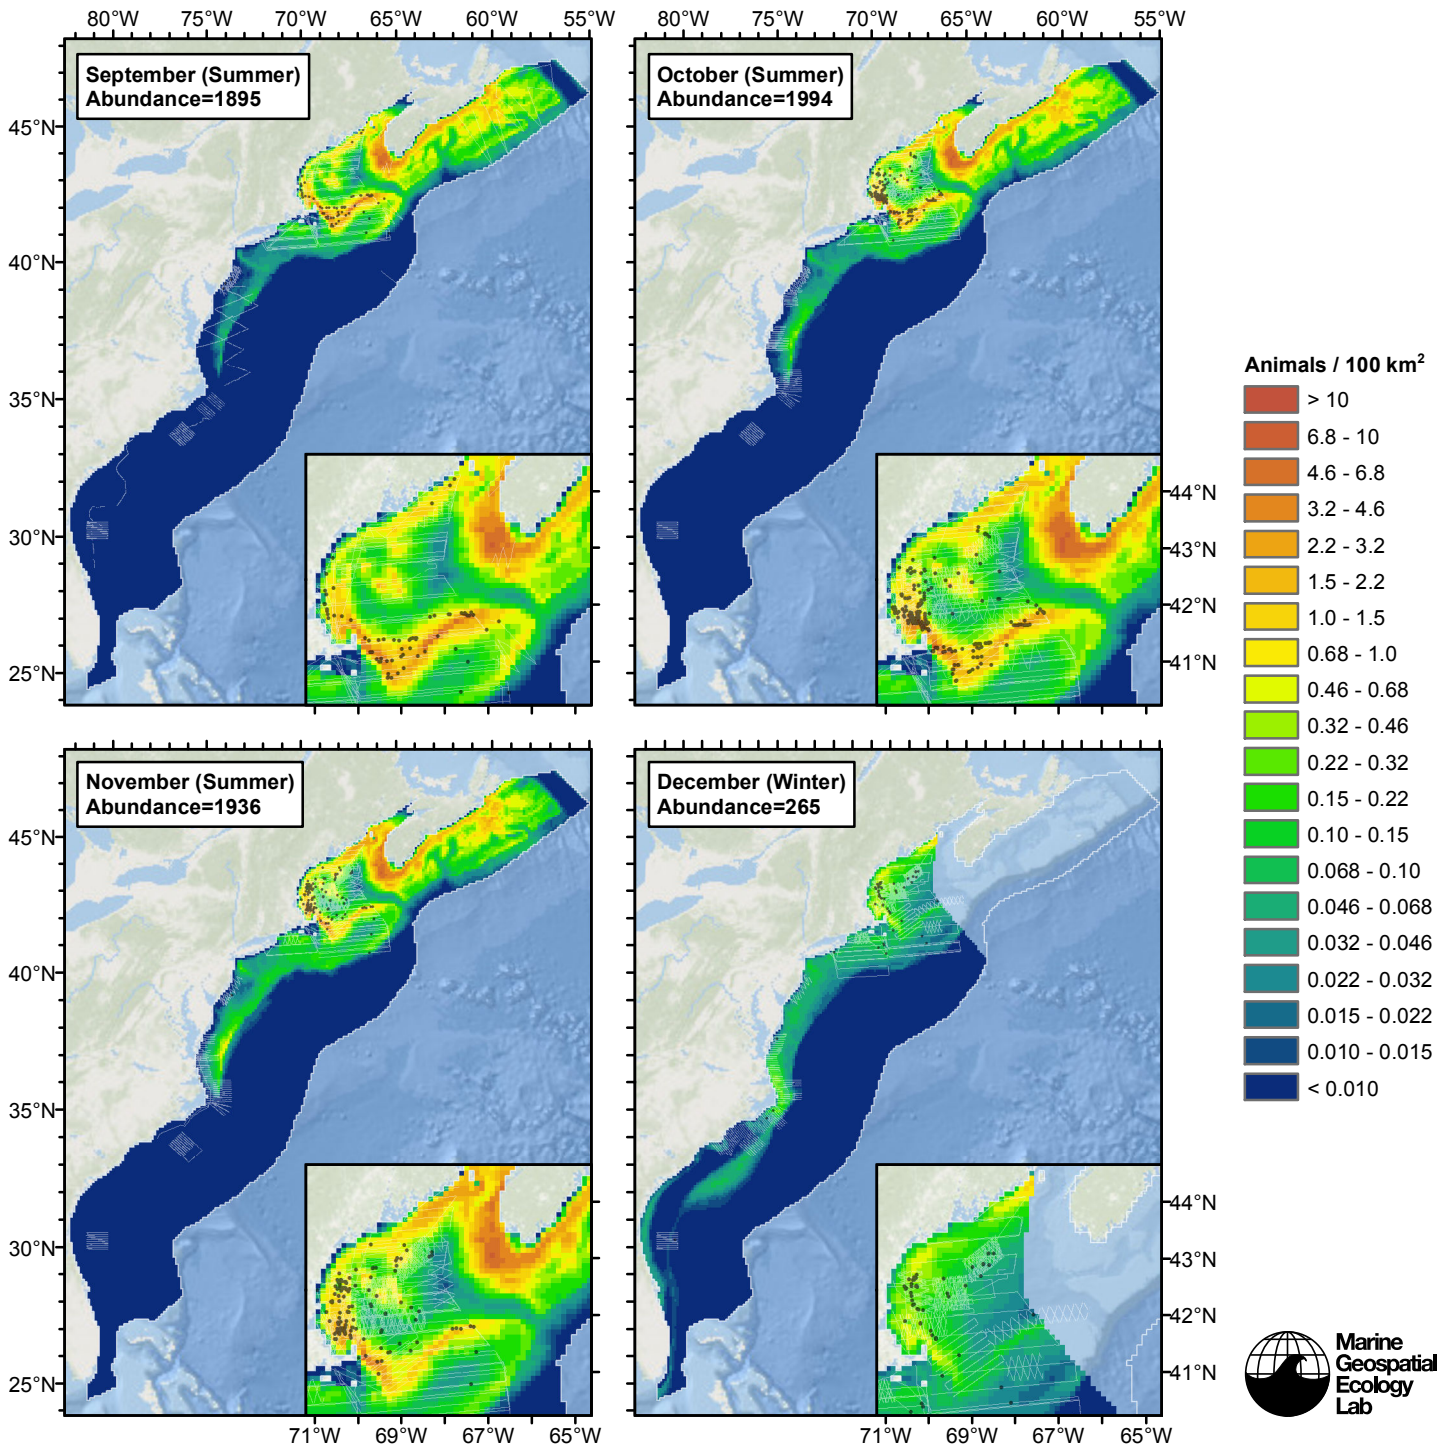 80°W 75°W 70°W 65°W 60°W 55°W
80°W 75°W 70°W 65°W 60°W 55°W
September (Summer)
Abundance=1895
October (Summer)
Abundance=1994
45°N
40°N
35°N
30°N
25°N
44°N
43°N
42°N
41°N
November (Summer)
Abundance=1936
December (Winter)
Abundance=265
45°N
40°N
35°N
30°N
25°N
44°N
43°N
42°N
41°N
71°W 69°W 67°W 65°W
71°W 69°W 67°W 65°W
Animals / 100 km²
> 10
6.8 - 10
4.6 - 6.8
3.2 - 4.6
2.2 - 3.2
1.5 - 2.2
1.0 - 1.5
0.68 - 1.0
0.46 - 0.68
0.32 - 0.46
0.22 - 0.32
0.15 - 0.22
0.10 - 0.15
0.068 - 0.10
0.046 - 0.068
0.032 - 0.046
0.022 - 0.032
0.015 - 0.022
0.010 - 0.015
< 0.010
Marine
Geospatial
Ecology
Lab